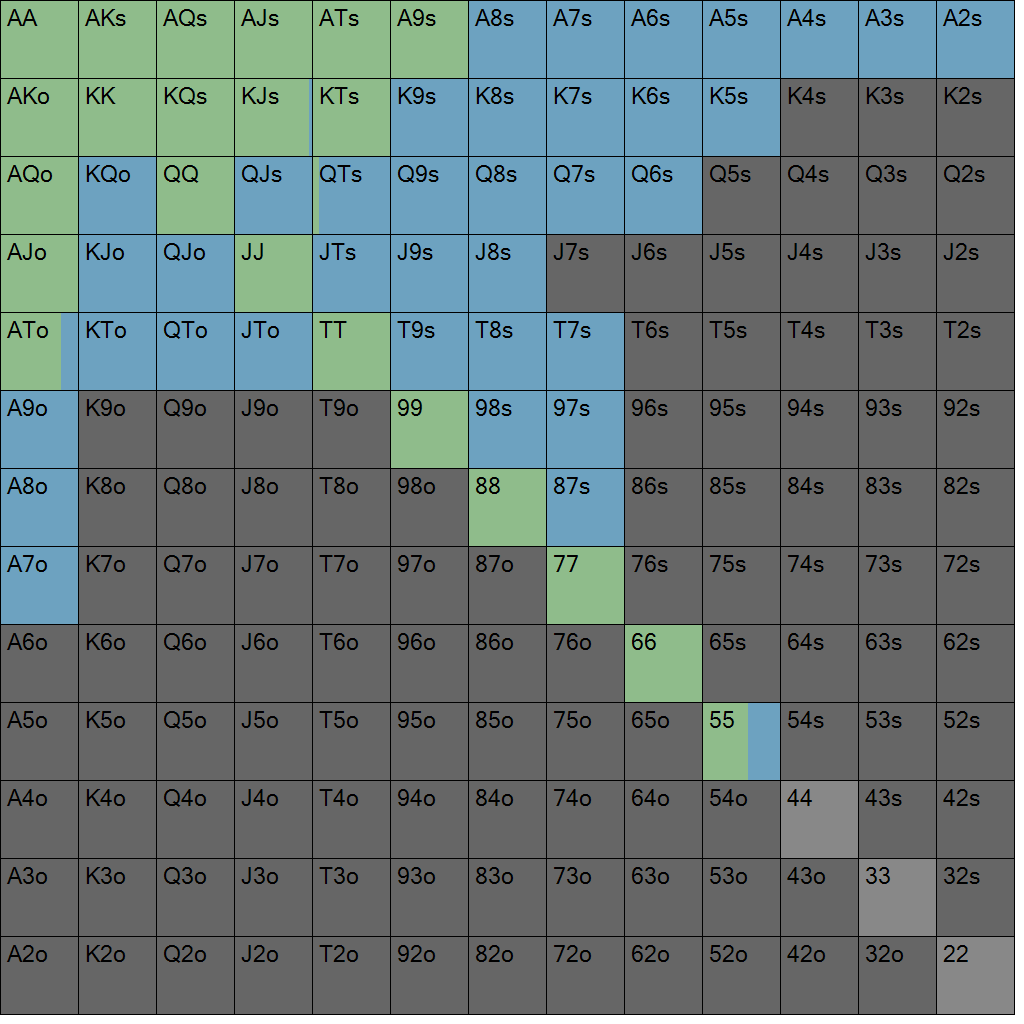 AA AKs AQs AJs ATs A9s A8s A7s A6s A5s A4s A3s A2s
AKo KK KQs KJs KTs K9s K8s K7s K6s K5s K4s K3s K2s
AQo KQo QQ QJs QTs Q9s Q8s Q7s Q6s Q5s Q4s Q3s Q2s
AJo KJo QJo JJ JTs J9s J8s J7s J6s J5s J4s J3s J2s
ATo KTo QTo JTo TT T9s T8s T7s T6s T5s T4s T3s T2s
A9o K9o Q9o J9o T9o 99 98s 97s 96s 95s 94s 93s 92s
A8o K8o Q8o J8o T8o 98o 88 87s 86s 85s 84s 83s 82s
A7o K7o Q7o J7o T7o 97o 87o 77 76s 75s 74s 73s 72s
A6o K6o Q6o J6o T6o 96o 86o 76o 66 65s 64s 63s 62s
A5o K5o Q5o J5o T5o 95o 85o 75o 65o 55 54s 53s 52s
A4o K4o Q4o J4o T4o 94o 84o 74o 64o 54o 44 43s 42s
A3o K3o Q3o J3o T3o 93o 83o 73o 63o 53o 43o 33 32s
A2o K2o Q2o J2o T2o 92o 82o 72o 62o 52o 42o 32o 22